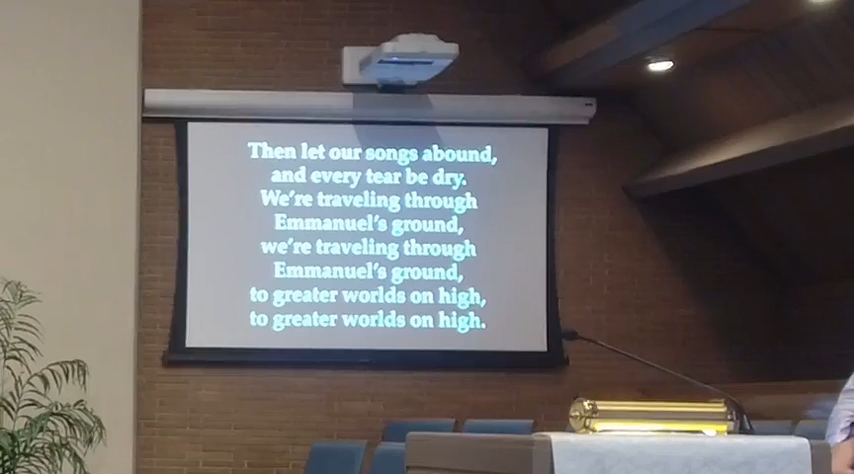 Then let our songs abound,
and every tear be dry.
We're traveling through
Emmanuel's ground,
we're traveling through
Emmanuel's ground,
to greater worlds on high,
to greater worlds on high.